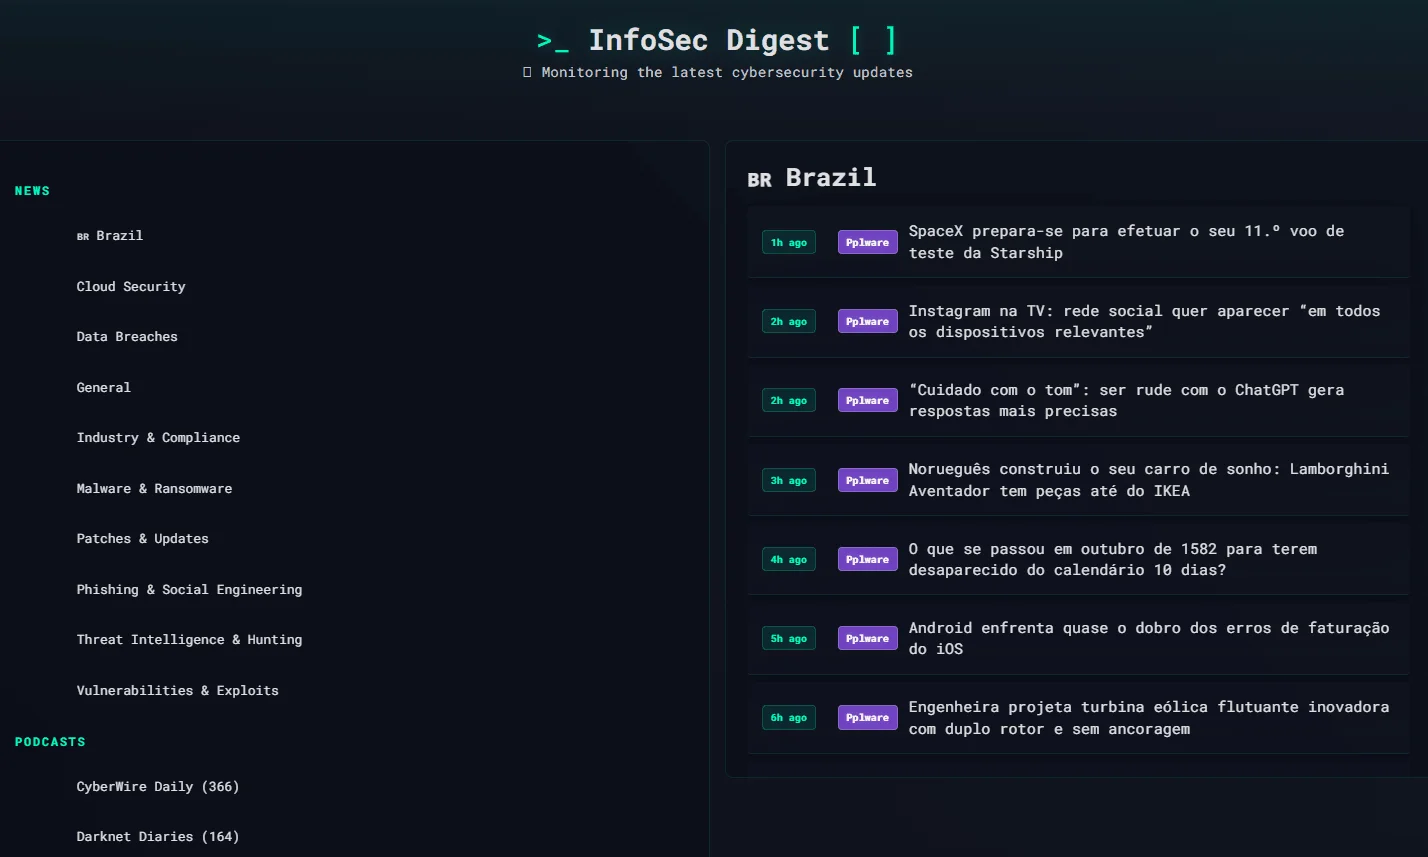 >_ InfoSec Digest [ ]
Monitoring the latest cybersecurity updates
NEWS
BR Brazil
Cloud Security
Data Breaches
General
Industry & Compliance
Malware & Ransomware
Patches & Updates
Phishing & Social Engineering
Threat Intelligence & Hunting
Vulnerabilities & Exploits
PODCASTS
CyberWire Daily (366)
Darknet Diaries (164)
BR Brazil
1h ago Pplware SpaceX prepara-se para efetuar o seu 11.º voo de
teste da Starship
2h ago Pplware Instagram na TV: rede social quer aparecer “em todos
os dispositivos relevantes”
2h ago Pplware “Cuidado com o tom”: ser rude com o ChatGPT gera
respostas mais precisas
3h ago Pplware Norueguês construiu o seu carro de sonho: Lamborghini
Aventador tem peças até do IKEA
4h ago Pplware O que se passou em outubro de 1582 para terem
desaparecido do calendário 10 dias?
5h ago Pplware Android enfrenta quase o dobro dos erros de faturação
do iOS
6h ago Pplware Engenheira projeta turbina eólica flutuante inovadora
com duplo rotor e sem ancoragem